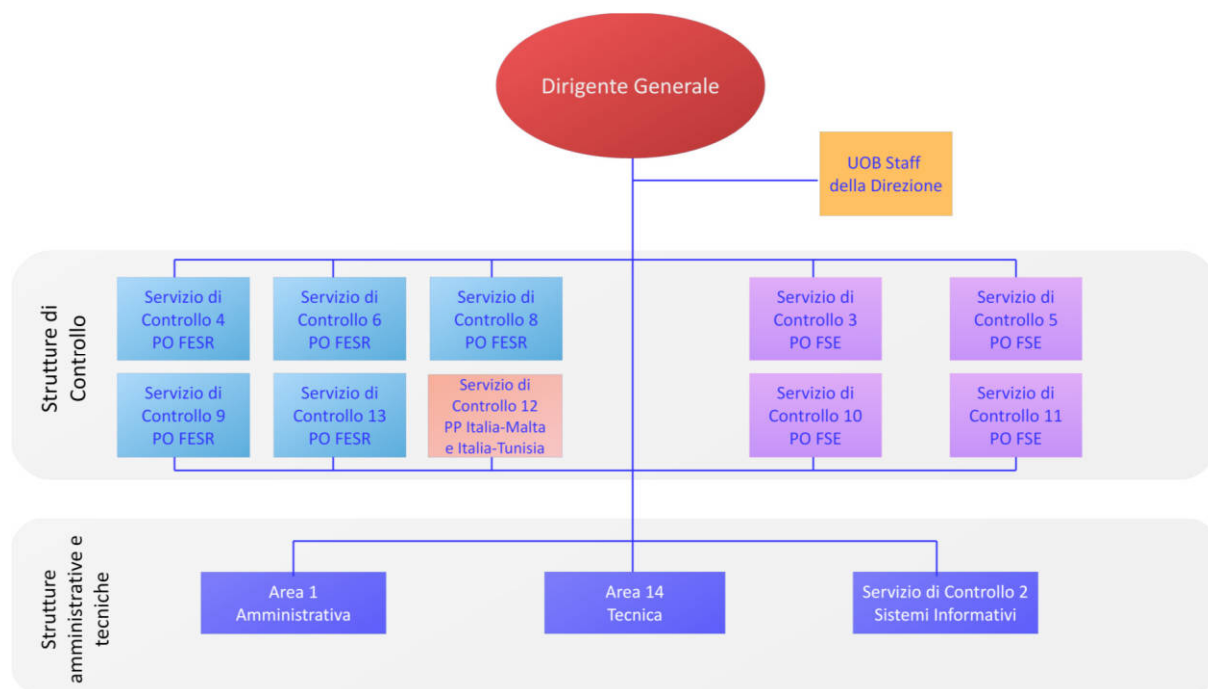 Dirigente Generale
UOB Staff
della Direzione
Strutture di
Controllo
Servizio di
Controllo 4
PO FESR
Servizio di
Controllo 6
PO FESR
Servizio di
Controllo 8
PO FESR
Servizio di
Controllo 3
PO FSE
Servizio di
Controllo 5
PO FSE
Servizio di
Controllo 9
PO FESR
Servizio di
Controllo 13
PO FESR
Servizio di
Controllo 12
PP Italia-Malta
e Italia-Tunisia
Servizio di
Controllo 10
PO FSE
Servizio di
Controllo 11
PO FSE
Strutture
amministrative e
tecniche
Area 1
Amministrativa
Area 14
Tecnica
Servizio di Controllo 2
Sistemi Informativi